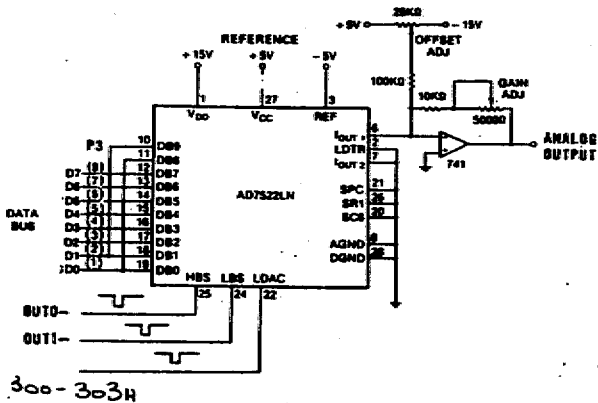 +5V 25KΩ -15V
OFFSET
ADJ
REFERENCE
+15V +5V -5V
100KΩ
10KΩ
GAIN
ADJ
500Ω
1 27 3
VDD VCC REF
P3
10 DB9
11 DB8
D7 (8) 12 DB7
D6 (7) 13 DB6
D5 (6) 14 DB5
D4 (5) 15 DB4
D3 (4) 16 DB3
D2 (3) 17 DB2
D1 (2) 18 DB1
D0 (1) 19 DB0
DATA
BUS
AD7522LN
IOUT 1 6
LDTR 2
IOUT 2 7
SPC 21
SR1 26
SC8 20
AGND
DGND 28
741
ANALOG
OUTPUT
HBS LBS LDAC
25 24 22
OUT0-
OUT1-
300-303H